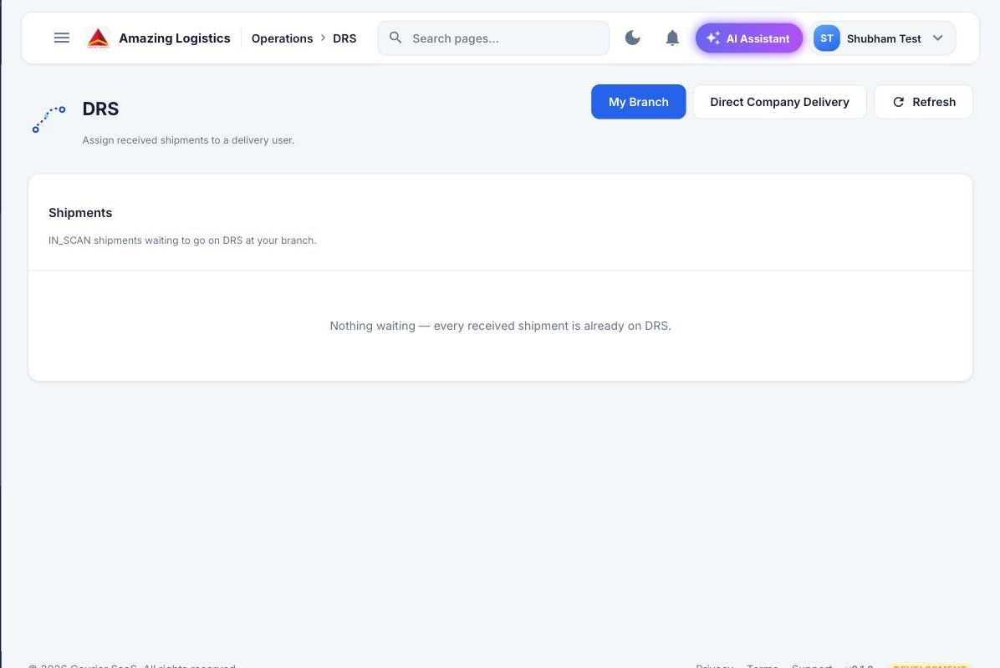 Amazing Logistics
Operations > DRS
Search pages...
AI Assistant
ST
Shubham Test
DRS
Assign received shipments to a delivery user.
My Branch
Direct Company Delivery
Refresh
Shipments
IN_SCAN shipments waiting to go on DRS at your branch.
Nothing waiting — every received shipment is already on DRS.
© 2026 Courier SaaS. All rights reserved.
Privacy Terms Support
DEVELOPMENT